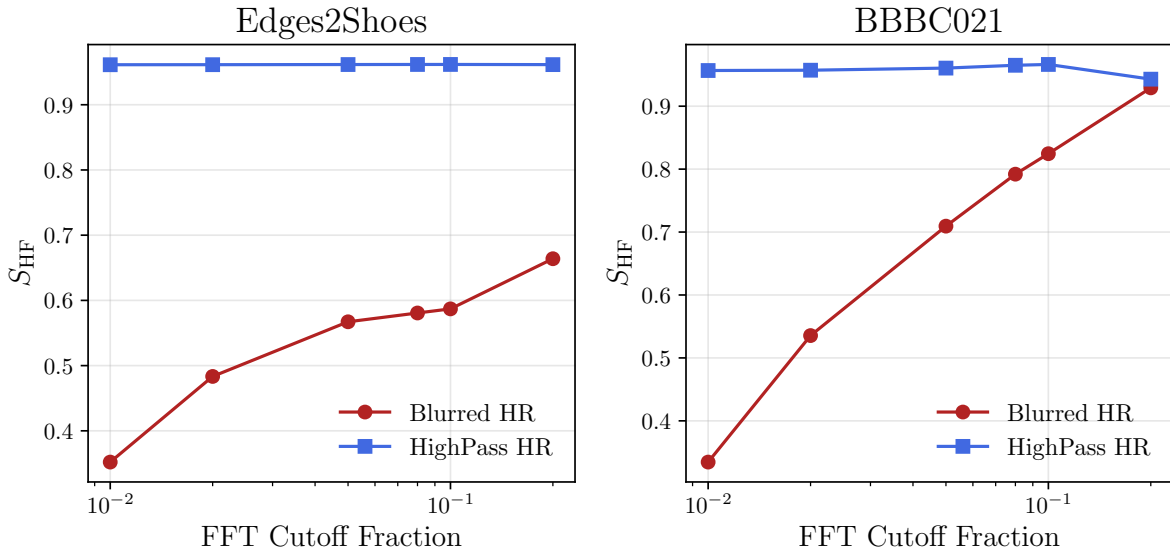 Edges2Shoes
S_HF
0.9
0.8
0.7
0.6
0.5
0.4
10⁻²
10⁻¹
FFT Cutoff Fraction
Blurred HR
HighPass HR
BBBC021
S_HF
0.9
0.8
0.7
0.6
0.5
0.4
10⁻²
10⁻¹
FFT Cutoff Fraction
Blurred HR
HighPass HR